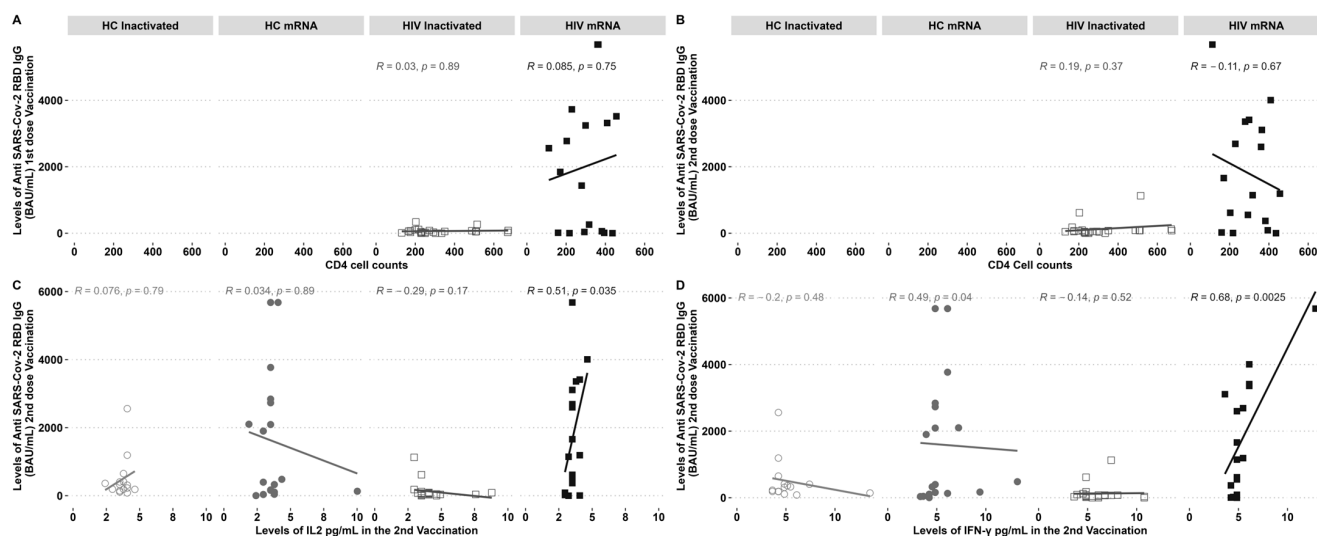 A
HC Inactivated
HC mRNA
HIV Inactivated
HIV mRNA
Levels of Anti SARS-Cov-2 RBD IgG
(BAU/mL) 1st dose Vaccination
4000
2000
0
R = 0.03, p = 0.89
R = 0.085, p = 0.75
0 200 400 600 0 200 400 600 0 200 400 600 0 200 400 600
CD4 cell counts
B
HC Inactivated
HC mRNA
HIV Inactivated
HIV mRNA
Levels of Anti SARS-Cov-2 RBD IgG
(BAU/mL) 2nd dose Vaccination
4000
2000
0
R = 0.19, p = 0.37
R = − 0.11, p = 0.67
0 200 400 600 0 200 400 600 0 200 400 600 0 200 400 600
CD4 Cell counts
C
Levels of Anti SARS-Cov-2 RBD IgG
(BAU/mL) 2nd dose Vaccination
6000
4000
2000
0
R = 0.076, p = 0.79
R = 0.034, p = 0.89
R = − 0.29, p = 0.17
R = 0.51, p = 0.035
0 2 5 8 10 0 2 5 8 10 0 2 5 8 10 0 2 5 8 10
Levels of IL2 pg/mL in the 2nd Vaccination
D
Levels of Anti SARS-Cov-2 RBD IgG
(BAU/mL) 2nd dose Vaccination
6000
4000
2000
0
R = − 0.2, p = 0.48
R = 0.49, p = 0.04
R = − 0.14, p = 0.52
R = 0.68, p = 0.0025
0 5 10 0 5 10 0 5 10 0 5 10
Levels of IFN-γ pg/mL in the 2nd Vaccination